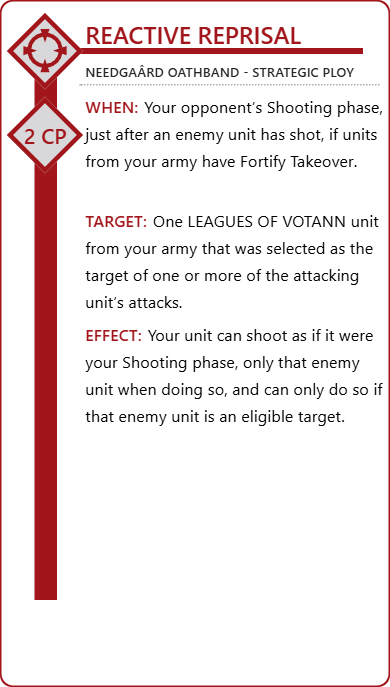 REACTIVE REPRISAL
NEEDGAÂRD OATHBAND - STRATEGIC PLOY
2 CP
WHEN: Your opponent’s Shooting phase,
just after an enemy unit has shot, if units
from your army have Fortify Takeover.
TARGET: One LEAGUES OF VOTANN unit
from your army that was selected as the
target of one or more of the attacking
unit’s attacks.
EFFECT: Your unit can shoot as if it were
your Shooting phase, only that enemy
unit when doing so, and can only do so if
that enemy unit is an eligible target.